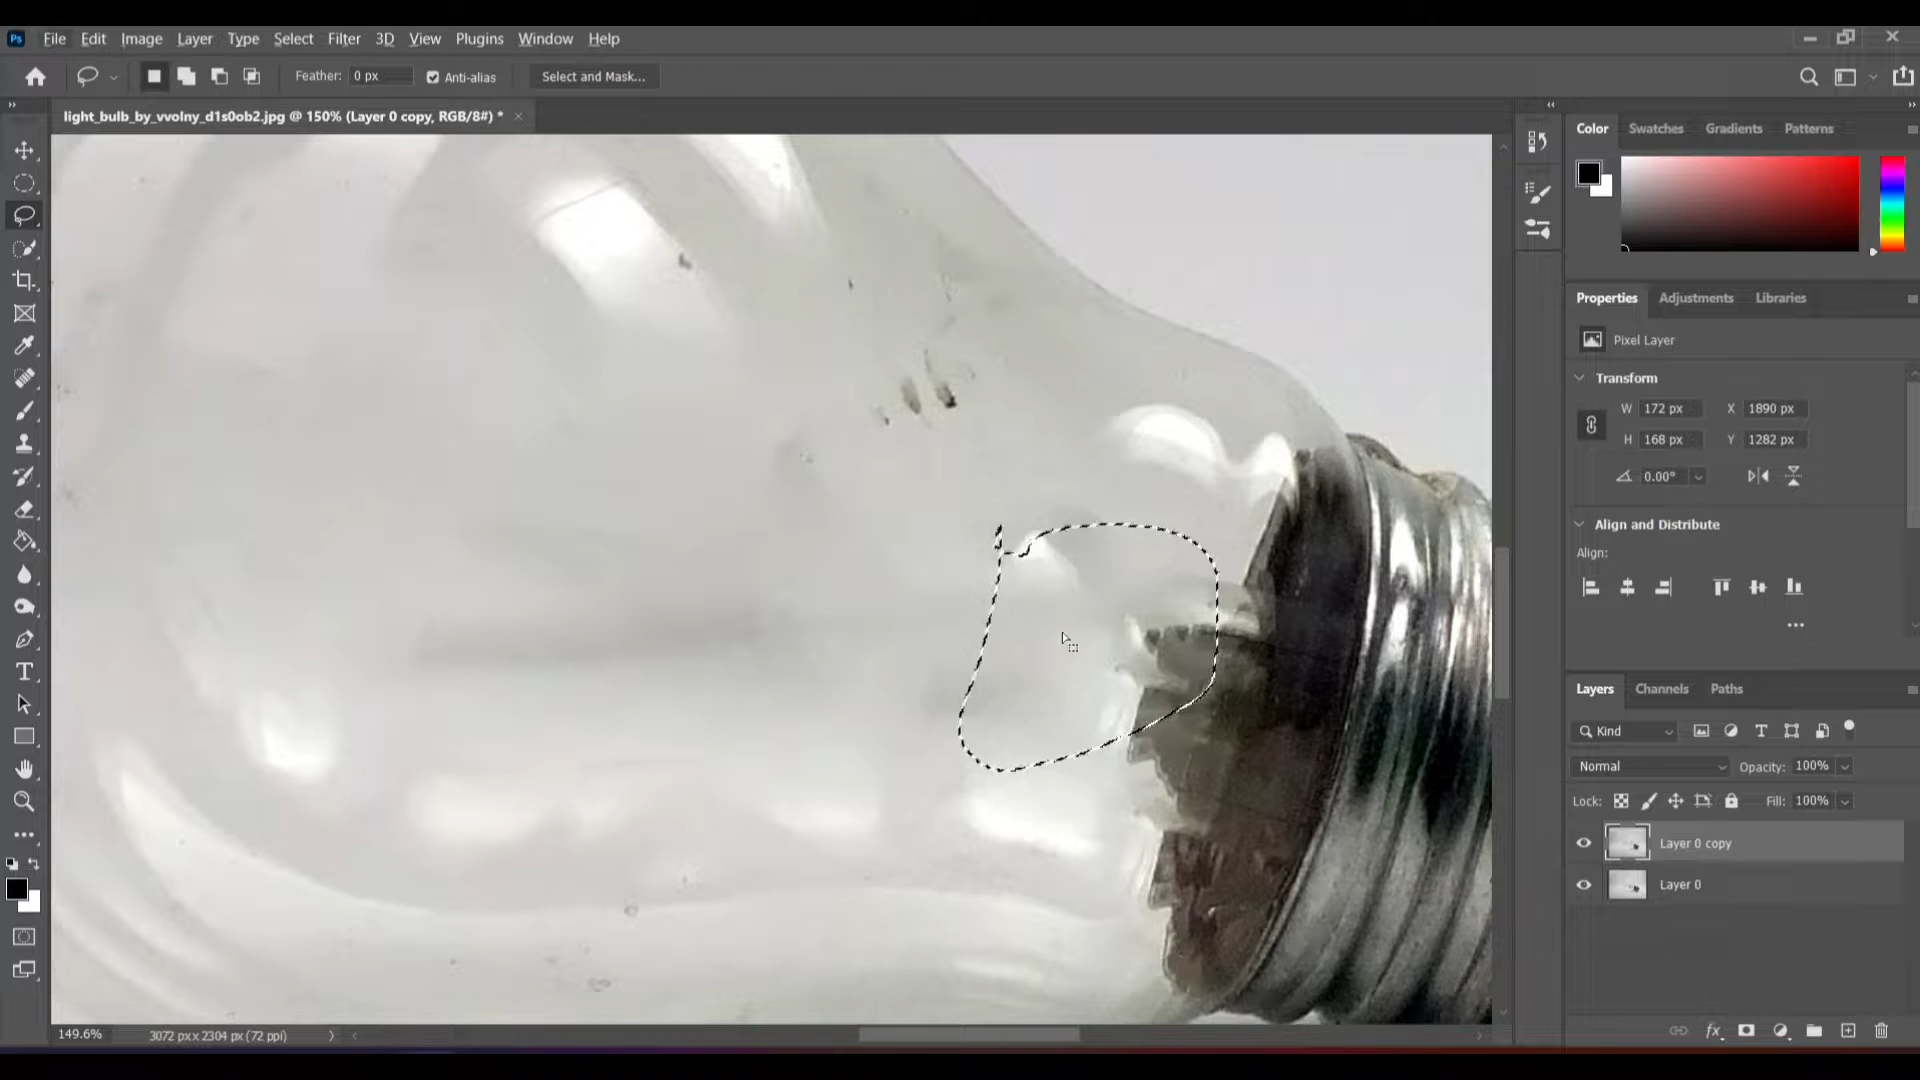 Ps File Edit Image Layer Type Select Filter 3D View Plugins Window Help
Feather: 0 px Anti-alias Select and Mask...
light_bulb_by_vvolny_d1s0ob2.jpg @ 150% (Layer 0 copy, RGB/8#) *
Color Swatches Gradients Patterns
Properties Adjustments Libraries
Pixel Layer
Transform
W 172 px X 1890 px
H 168 px Y 1282 px
0.00°
Align and Distribute
Align:
Layers Channels Paths
Kind
Normal Opacity: 100%
Lock: Fill: 100%
Layer 0 copy
Layer 0
149.6% 3072 px x 2304 px (72 ppi)